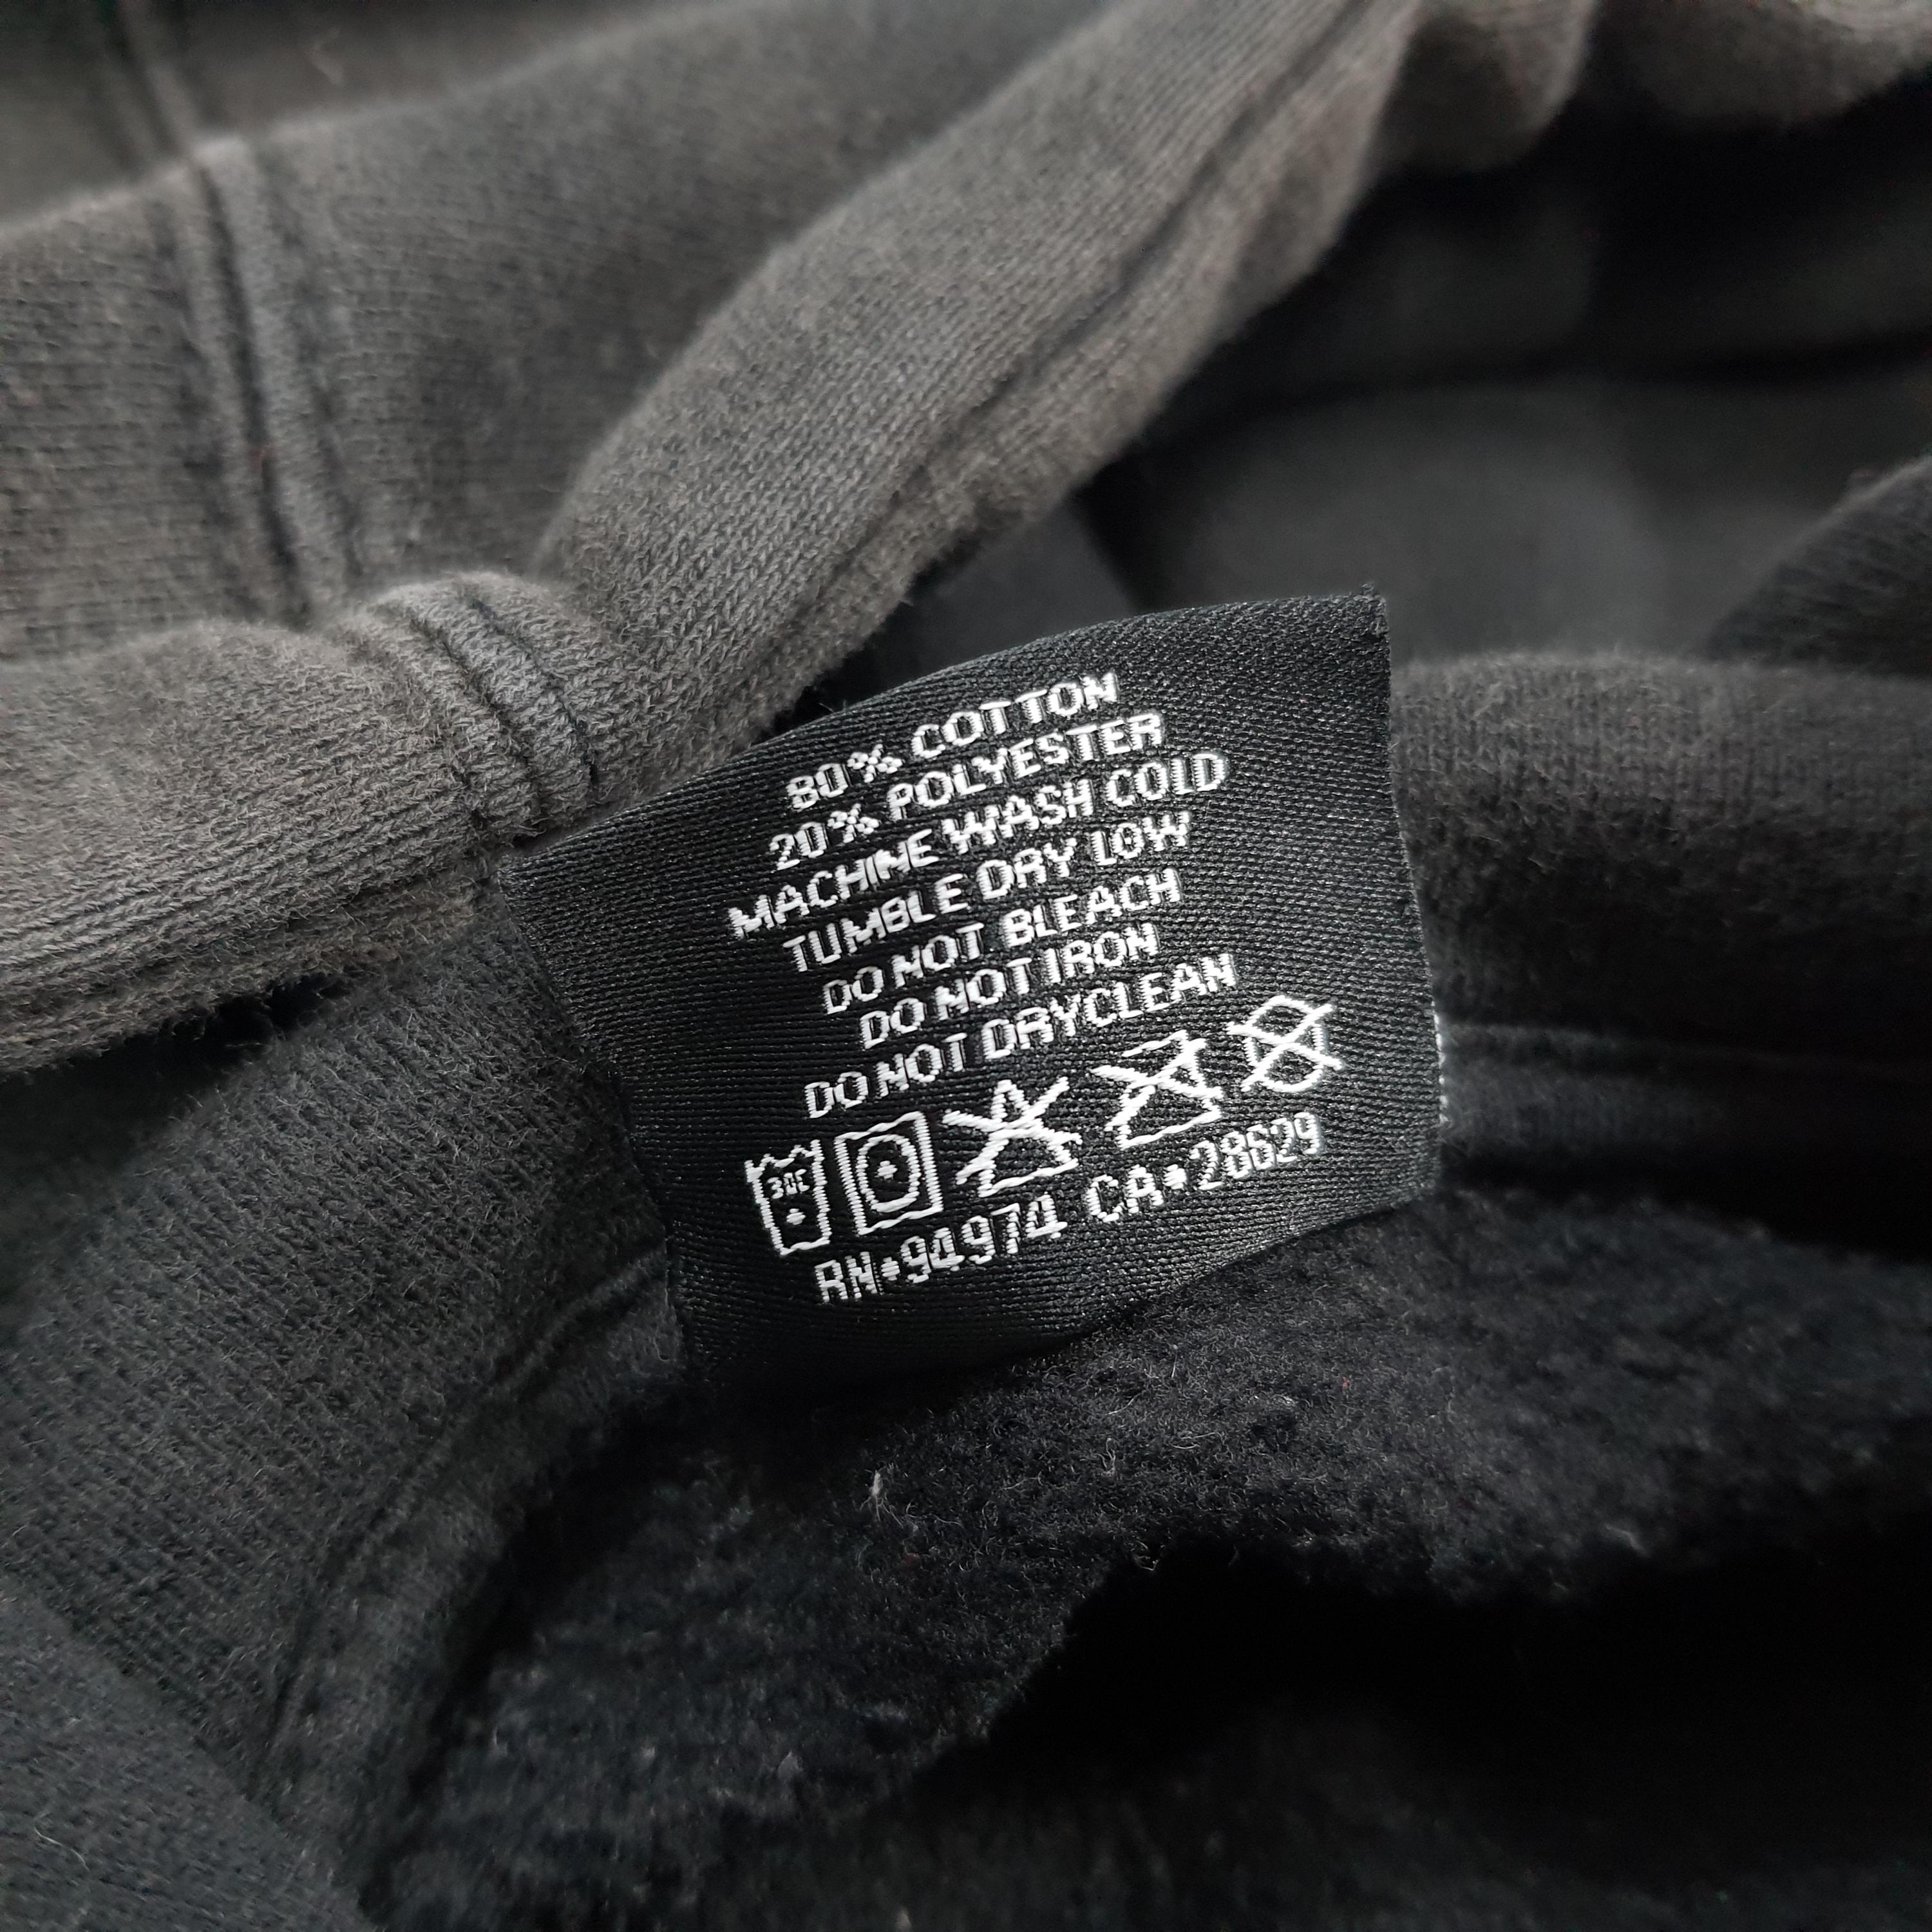 80% COTTON
20% POLYESTER
MACHINE WASH COLD
TUMBLE DRY LOW
DO NOT BLEACH
DO NOT IRON
DO NOT DRYCLEAN
30C
RN•94974 CA•28629